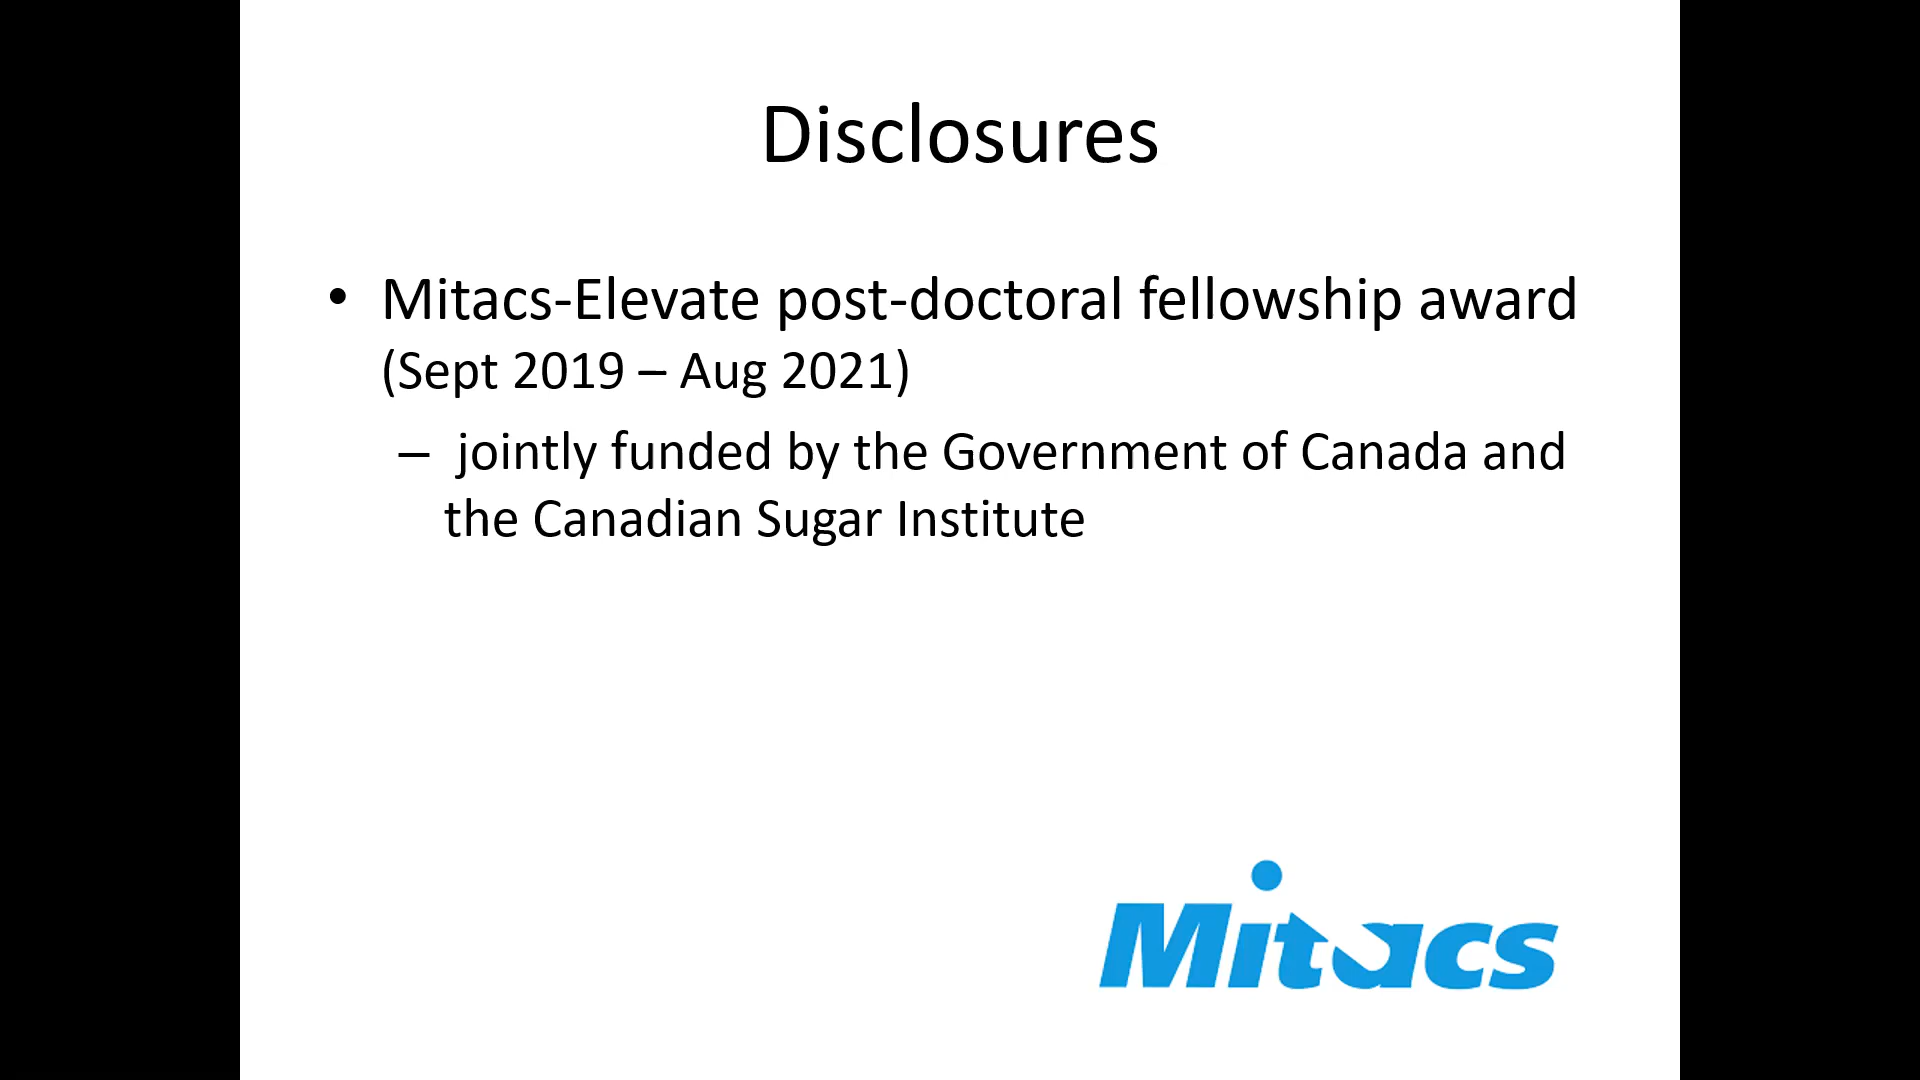 Disclosures
• Mitacs-Elevate post-doctoral fellowship award
(Sept 2019 – Aug 2021)
– jointly funded by the Government of Canada and
the Canadian Sugar Institute
Mitacs